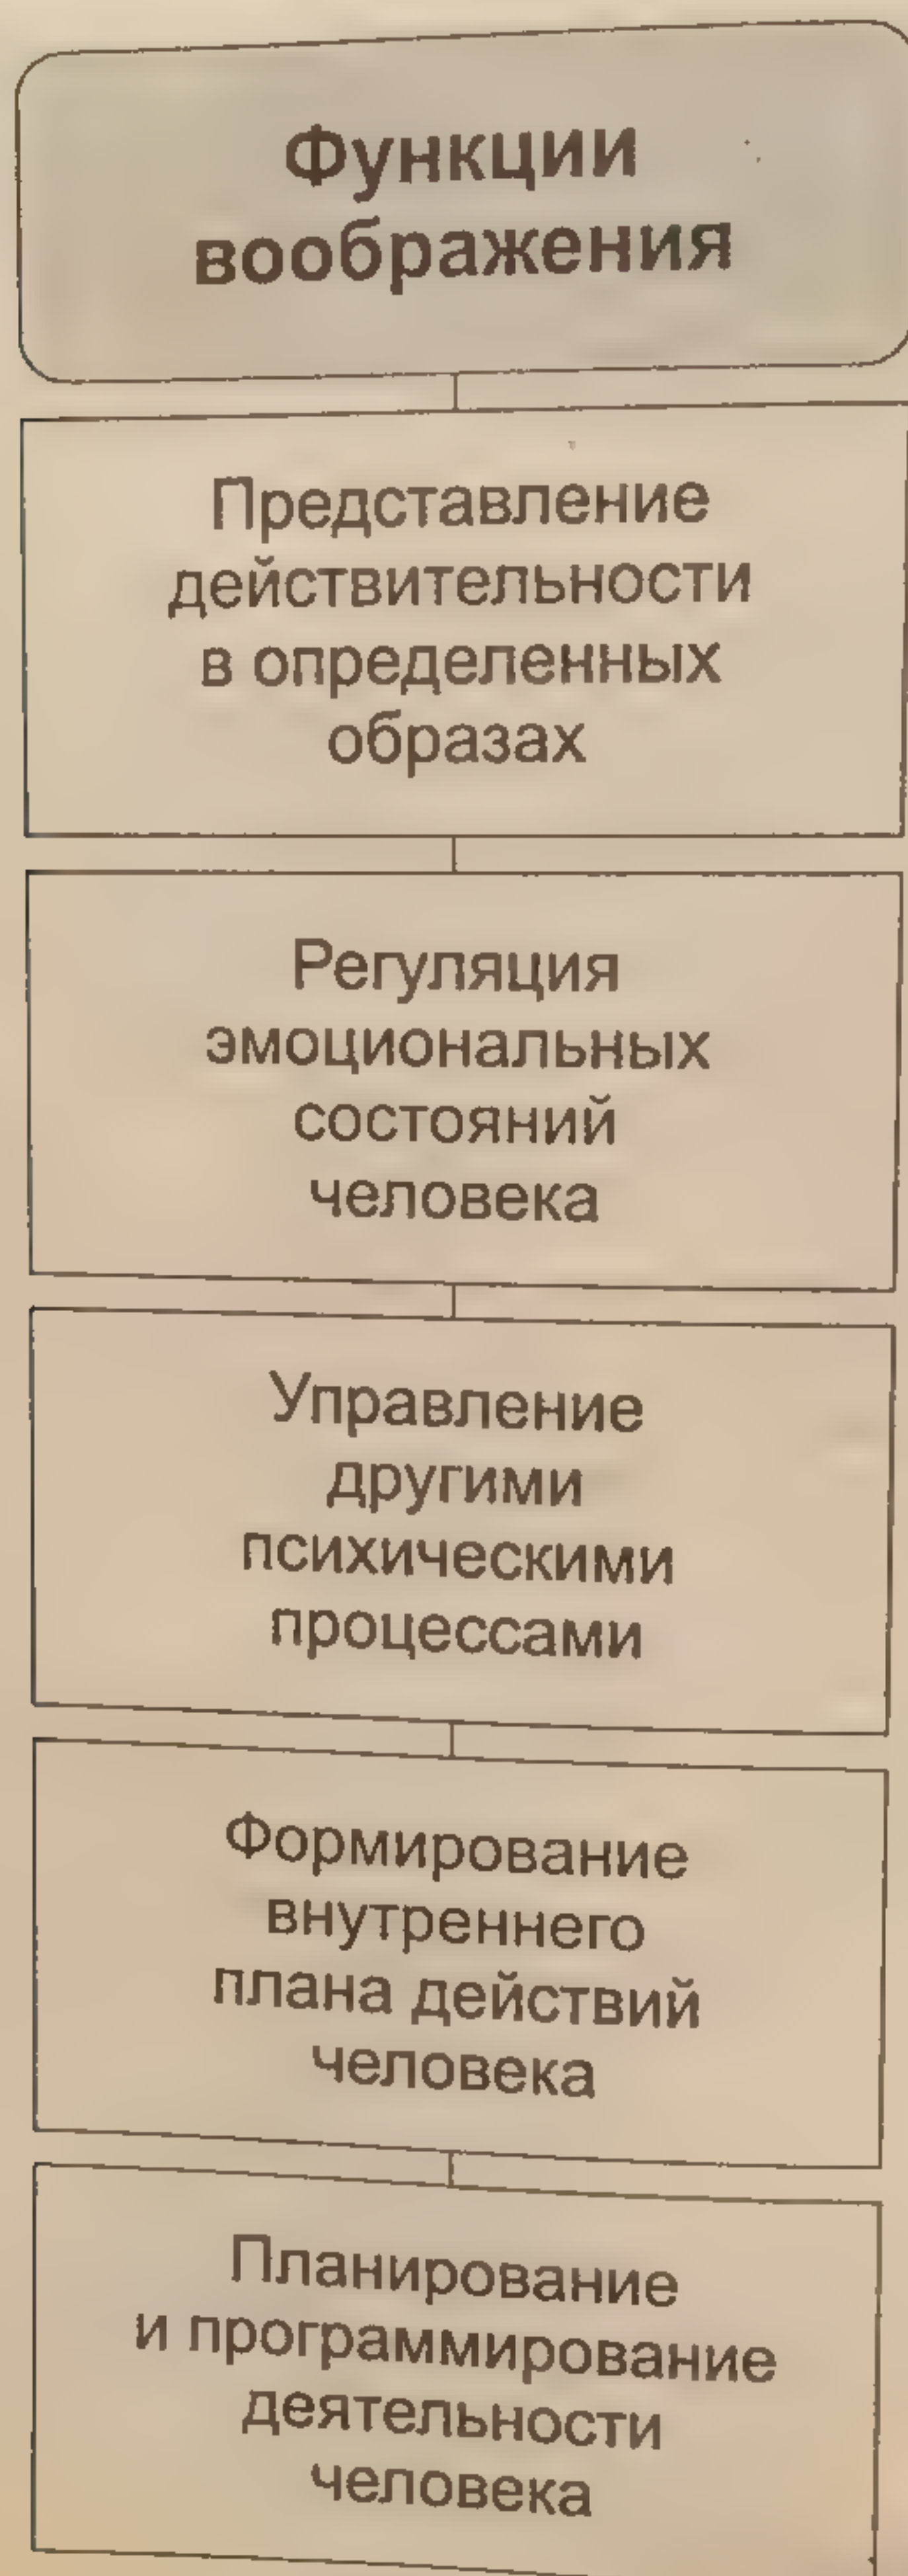 Функции
воображения
Представление
действительности
в определенных
образах
Регуляция
эмоциональных
состояний
человека
Управление
другими
психическими
процессами
Формирование
внутреннего
плана действий
человека
Планирование
и программирование
деятельности
человека